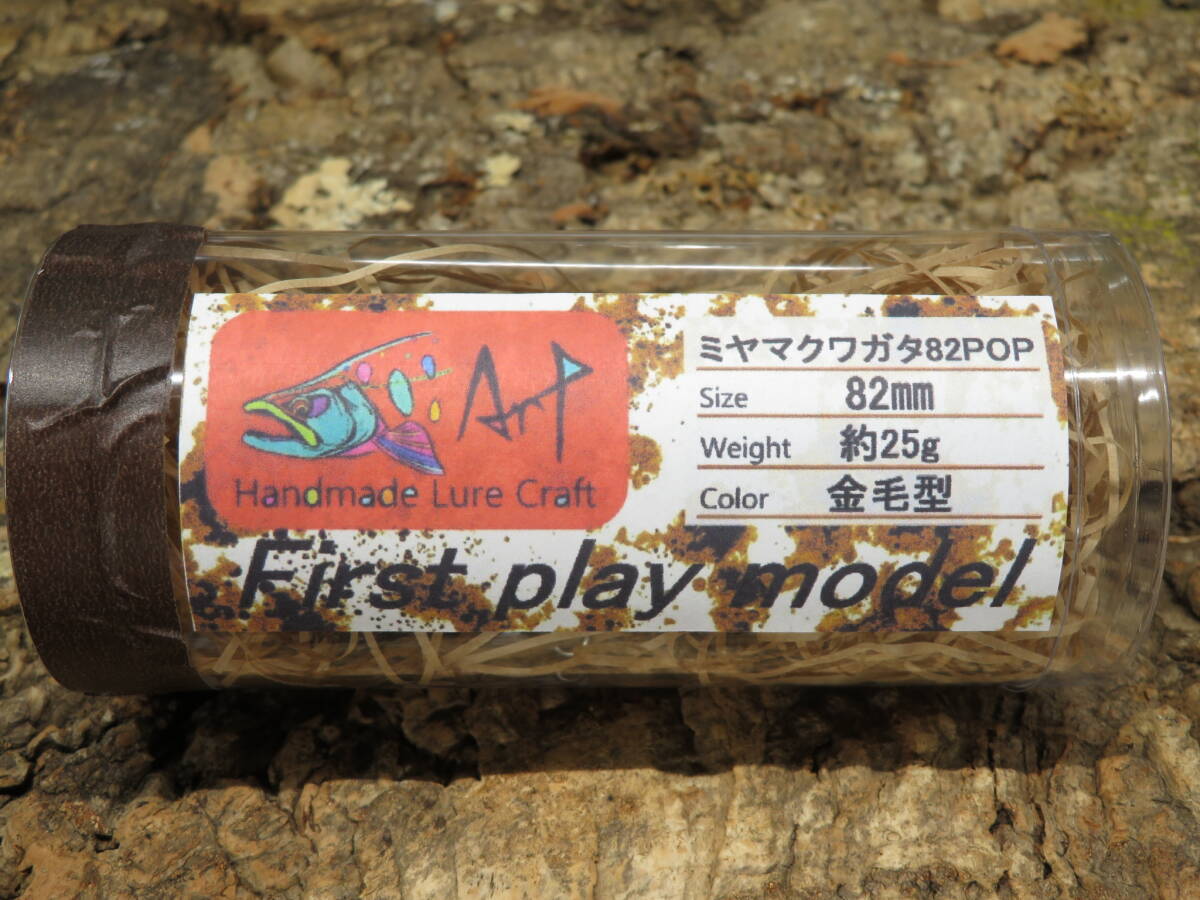 Art
Handmade Lure Craft
ミヤマクワガタ82POP
Size 82mm
Weight 約25g
Color 金毛型
First play model